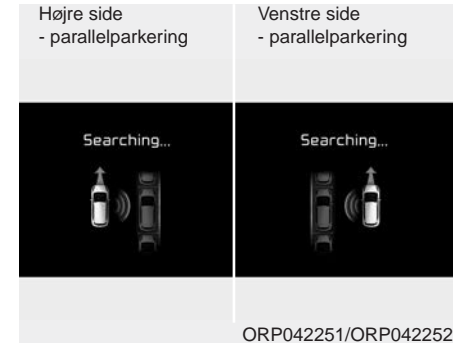 Højre side
- parallelparkering
Venstre side
- parallelparkering
Searching...
Searching...
ORP042251/ORP042252